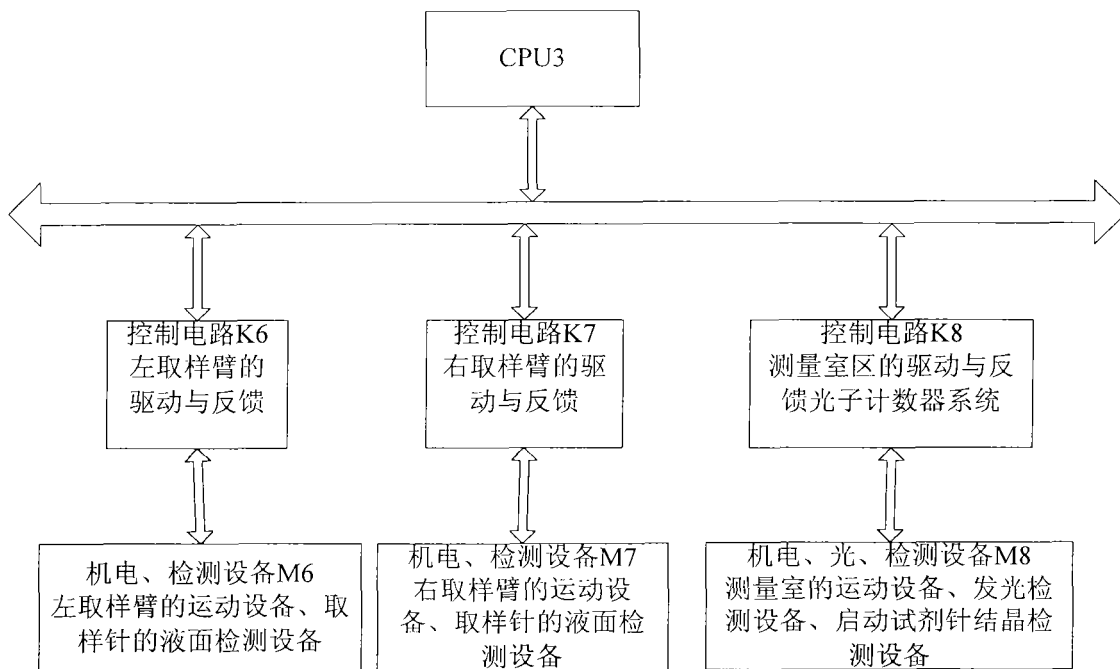 CPU3
控制电路K6
左取样臂的
驱动与反馈
控制电路K7
右取样臂的驱
动与反馈
控制电路K8
测量室区的驱动与反
馈光子计数器系统
机电、检测设备M6
左取样臂的运动设备、取
样针的液面检测设备
机电、检测设备M7
右取样臂的运动设
备、取样针的液面检
测设备
机电、光、检测设备M8
测量室的运动设备、发光检
测设备、启动试剂针结晶检
测设备